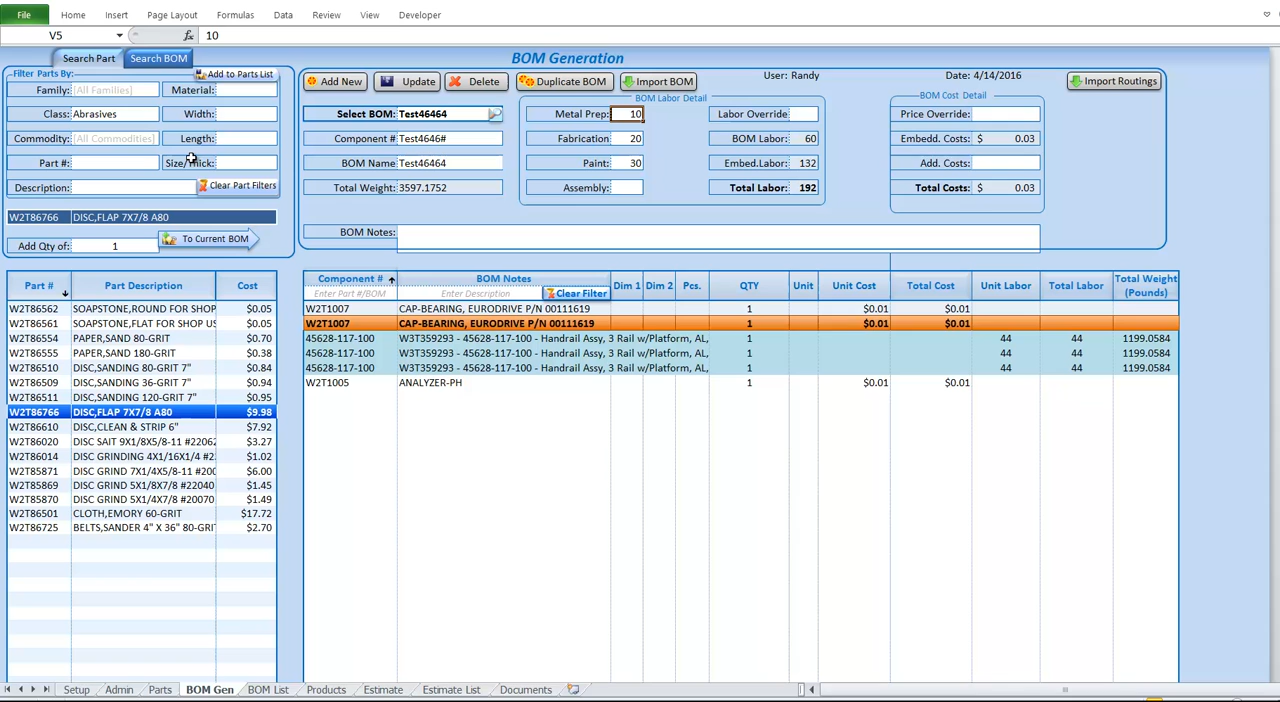 File Home Insert Page Layout Formulas Data Review View Developer
V5 fx 10
Search Part Search BOM
BOM Generation
Filter Parts By: Add to Parts List
Family: [All Families] Material:
Class: Abrasives Width:
Commodity: [All Commodities] Length:
Part #: Size/Thick:
Description: Clear Part Filters
W2T86766 DISC,FLAP 7X7/8 A80
Add Qty of: 1 To Current BOM
Add New Update Delete Duplicate BOM Import BOM User: Randy Date: 4/14/2016 Import Routings
BOM Labor Detail BOM Cost Detail
Select BOM: Test46464 Metal Prep: 10 Labor Override: Price Override:
Component # Test4646# Fabrication: 20 BOM Labor: 60 Embedd. Costs: $ 0.03
BOM Name Test46464 Paint: 30 Embed.Labor: 132 Add. Costs:
Total Weight: 3597.1752 Assembly: Total Labor: 192 Total Costs: $ 0.03
BOM Notes:
Part # Part Description Cost
W2T86562 SOAPSTONE,ROUND FOR SHOP $0.05
W2T86561 SOAPSTONE,FLAT FOR SHOP US $0.05
W2T86554 PAPER,SAND 80-GRIT $0.70
W2T86555 PAPER,SAND 180-GRIT $0.38
W2T86510 DISC,SANDING 80-GRIT 7" $0.84
W2T86509 DISC,SANDING 36-GRIT 7" $0.94
W2T86511 DISC,SANDING 120-GRIT 7" $0.95
W2T86766 DISC,FLAP 7X7/8 A80 $9.98
W2T86610 DISC,CLEAN & STRIP 6" $7.92
W2T86020 DISC SAIT 9X1/8X5/8-11 #22062 $3.27
W2T86014 DISC GRINDING 4X1/16X1/4 #2 $1.02
W2T85871 DISC GRIND 7X1/4X5/8-11 #200 $6.00
W2T85869 DISC GRIND 5X1/8X7/8 #22040 $1.45
W2T85870 DISC GRIND 5X1/4X7/8 #20070 $1.49
W2T86501 CLOTH,EMORY 60-GRIT $17.72
W2T86725 BELTS,SANDER 4" X 36" 80-GRI $2.70
Component # BOM Notes Dim 1 Dim 2 Pcs. QTY Unit Unit Cost Total Cost Unit Labor Total Labor Total Weight (Pounds)
Enter Part #/BOM Enter Description Clear Filter
W2T1007 CAP-BEARING, EURODRIVE P/N 00111619 1 $0.01 $0.01
W2T1007 CAP-BEARING, EURODRIVE P/N 00111619 1 $0.01 $0.01
45628-117-100 W3T359293 - 45628-117-100 - Handrail Assy, 3 Rail w/Platform, AL, 1 44 44 1199.0584
45628-117-100 W3T359293 - 45628-117-100 - Handrail Assy, 3 Rail w/Platform, AL, 1 44 44 1199.0584
45628-117-100 W3T359293 - 45628-117-100 - Handrail Assy, 3 Rail w/Platform, AL, 1 44 44 1199.0584
W2T1005 ANALYZER-PH 1 $0.01 $0.01
Setup Admin Parts BOM Gen BOM List Products Estimate Estimate List Documents